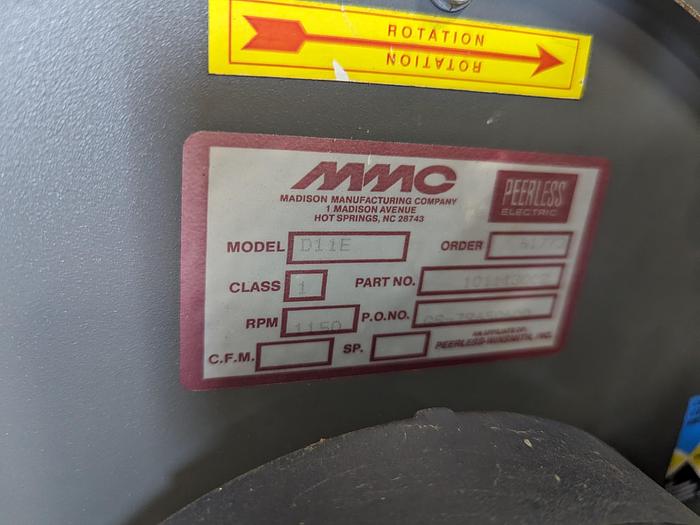 ROTATION
ROTATION
MMC
MADISON MANUFACTURING COMPANY
1 MADISON AVENUE
HOT SPRINGS, NC 28743
PEERLESS
ELECTRIC
MODEL D11E ORDER
CLASS 1 PART NO.
RPM 1150 P.O.NO.
C.F.M. SP.
AN AFFILIATE OF
PEERLESS-WINSMITH, INC.